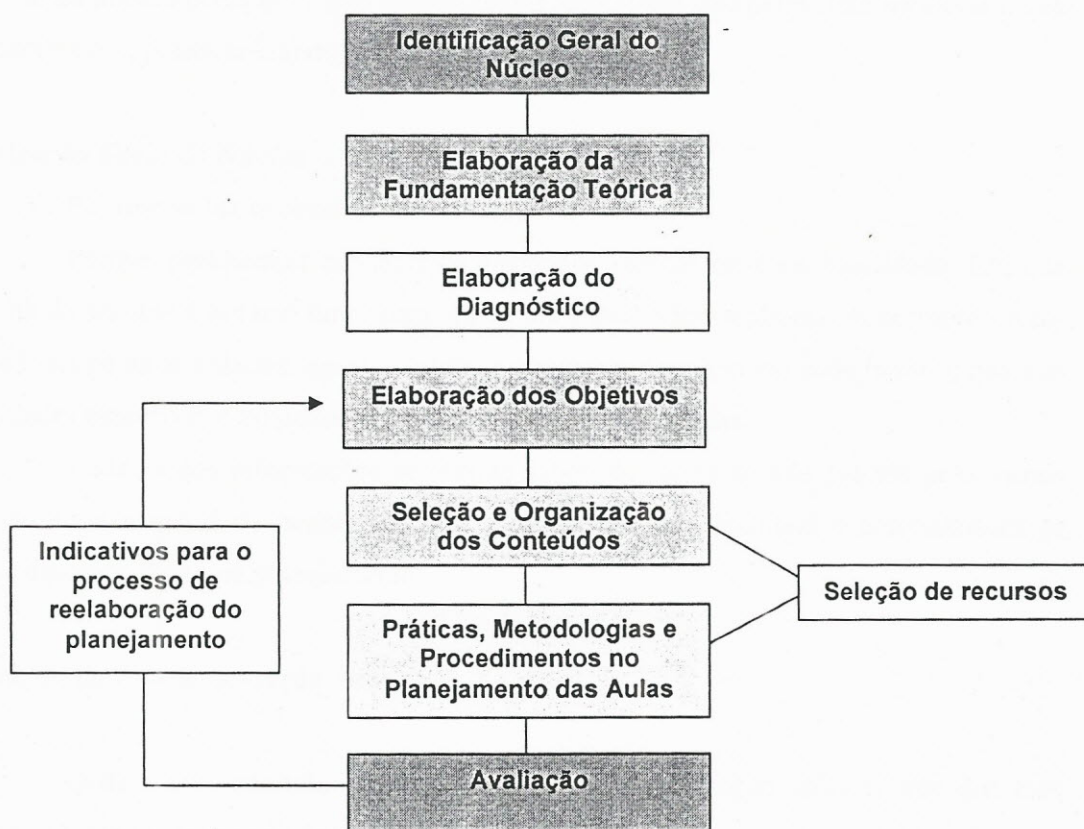 Identificação Geral do
Núcleo
Elaboração da
Fundamentação Teórica
Elaboração do
Diagnóstico
Elaboração dos Objetivos
Seleção e Organização
dos Conteúdos
Indicativos para o
processo de
reelaboração do
planejamento
Seleção de recursos
Práticas, Metodologias e
Procedimentos no
Planejamento das Aulas
Avaliação